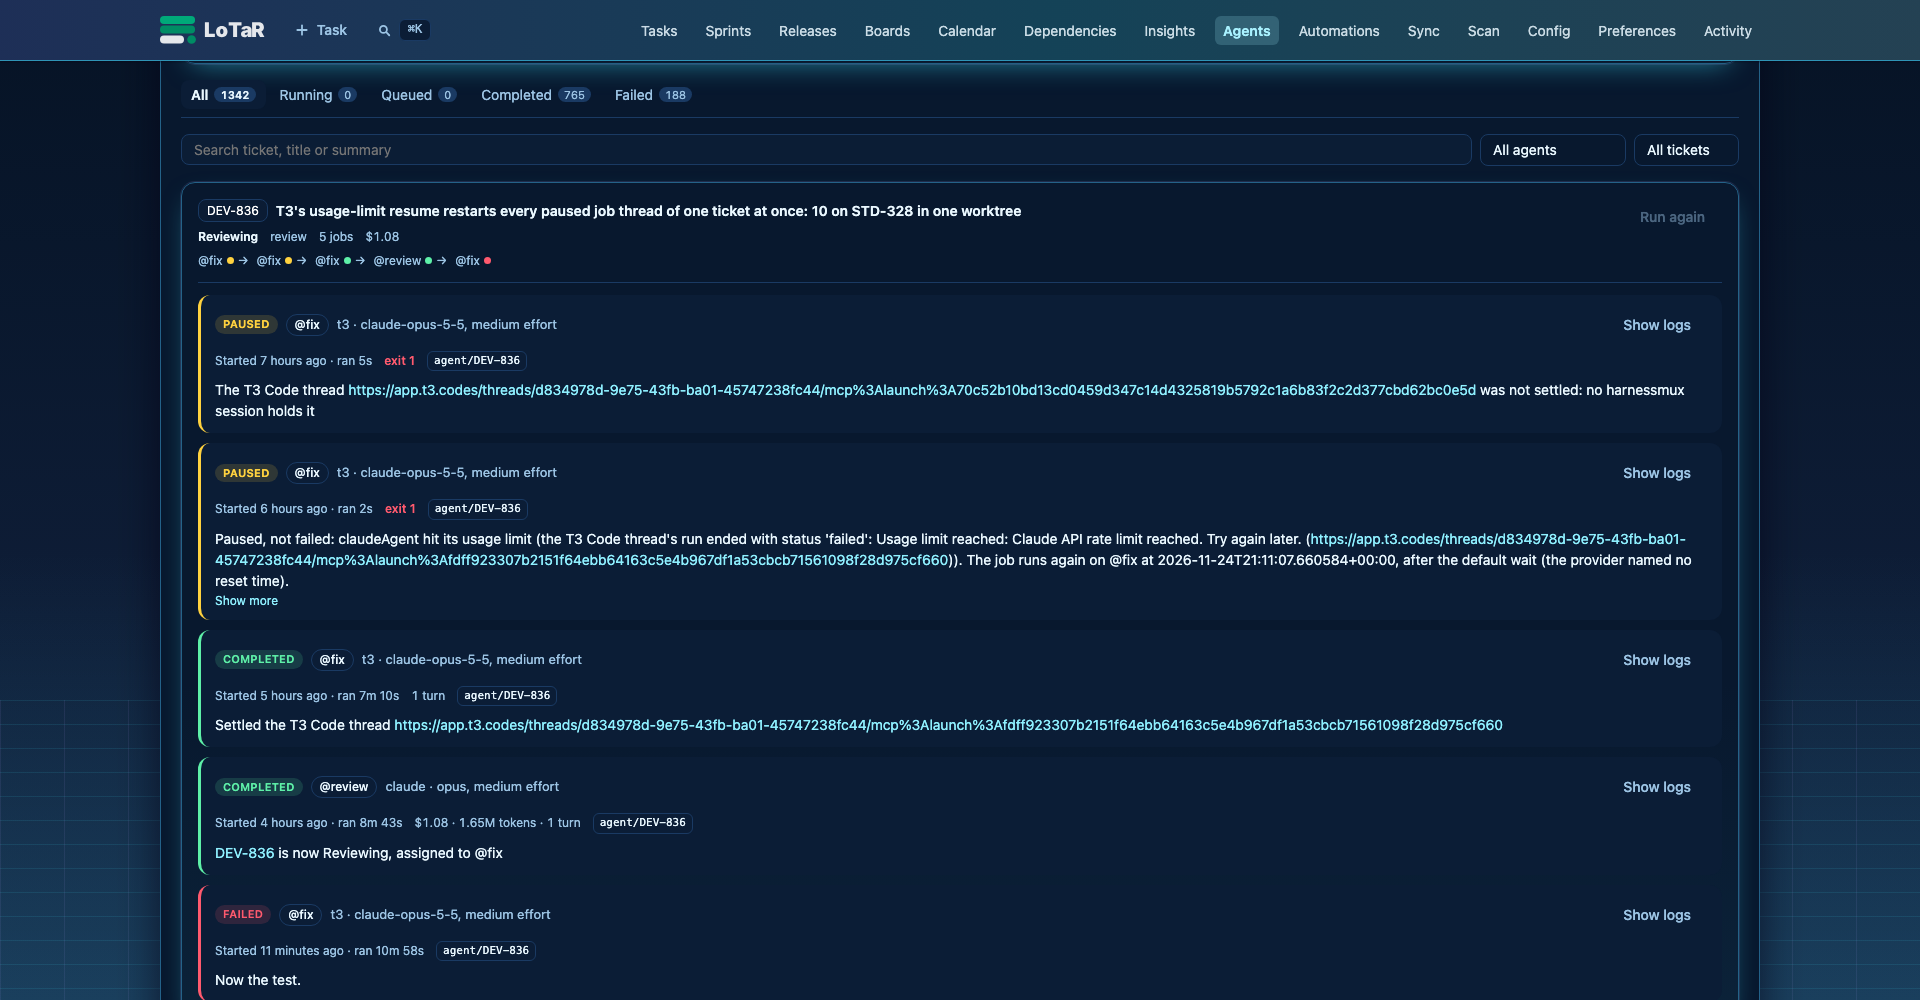 LoTaR
+ Task
⌘K
Tasks
Sprints
Releases
Boards
Calendar
Dependencies
Insights
Agents
Automations
Sync
Scan
Config
Preferences
Activity
All 1342
Running 0
Queued 0
Completed 765
Failed 188
Search ticket, title or summary
All agents
All tickets
DEV-836 T3's usage-limit resume restarts every paused job thread of one ticket at once: 10 on STD-328 in one worktree
Run again
Reviewing review 5 jobs $1.08
@fix → @fix → @fix → @review → @fix
PAUSED @fix t3 · claude-opus-5-5, medium effort
Show logs
Started 7 hours ago · ran 5s exit 1 agent/DEV-836
The T3 Code thread https://app.t3.codes/threads/d834978d-9e75-43fb-ba01-45747238fc44/mcp%3Alaunch%3A70c52b10bd13cd0459d347c14d4325819b5792c1a6b83f2c2d377cbd62bc0e5d was not settled: no harnessmux
session holds it
PAUSED @fix t3 · claude-opus-5-5, medium effort
Show logs
Started 6 hours ago · ran 2s exit 1 agent/DEV-836
Paused, not failed: claudeAgent hit its usage limit (the T3 Code thread's run ended with status 'failed': Usage limit reached: Claude API rate limit reached. Try again later. (https://app.t3.codes/threads/d834978d-9e75-43fb-ba01-
45747238fc44/mcp%3Alaunch%3Afdff923307b2151f64ebb64163c5e4b967df1a53cbcb71561098f28d975cf660)). The job runs again on @fix at 2026-11-24T21:11:07.660584+00:00, after the default wait (the provider named no
reset time).
Show more
COMPLETED @fix t3 · claude-opus-5-5, medium effort
Show logs
Started 5 hours ago · ran 7m 10s 1 turn agent/DEV-836
Settled the T3 Code thread https://app.t3.codes/threads/d834978d-9e75-43fb-ba01-45747238fc44/mcp%3Alaunch%3Afdff923307b2151f64ebb64163c5e4b967df1a53cbcb71561098f28d975cf660
COMPLETED @review claude · opus, medium effort
Show logs
Started 4 hours ago · ran 8m 43s $1.08 · 1.65M tokens · 1 turn agent/DEV-836
DEV-836 is now Reviewing, assigned to @fix
FAILED @fix t3 · claude-opus-5-5, medium effort
Show logs
Started 11 minutes ago · ran 10m 58s agent/DEV-836
Now the test.